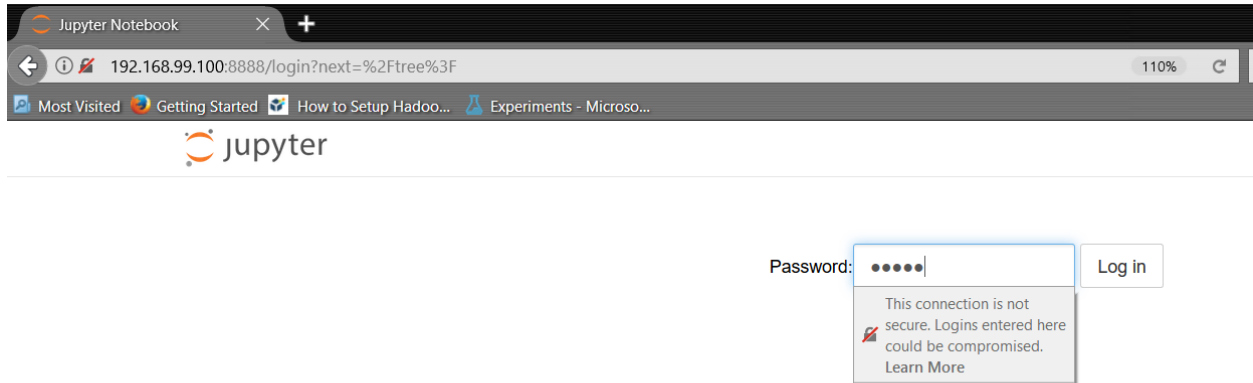 Jupyter Notebook
192.168.99.100:8888/login?next=%2Ftree%3F 110%
Most Visited Getting Started How to Setup Hadoo... Experiments - Microso...
jupyter
Password: ●●●●● Log in
This connection is not
secure. Logins entered here
could be compromised.
Learn More